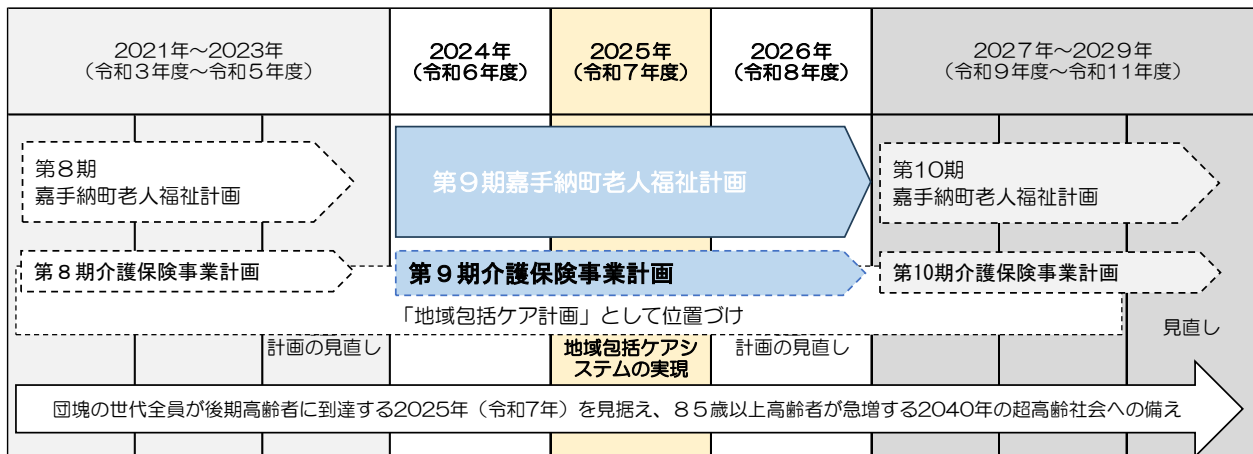 2021年～2023年
（令和３年度～令和５年度）
2024年
（令和６年度）
2025年
（令和７年度）
2026年
（令和８年度）
2027年～2029年
（令和９年度～令和11年度）
第８期
嘉手納町老人福祉計画
第９期嘉手納町老人福祉計画
第１０期
嘉手納町老人福祉計画
第８期介護保険事業計画
第９期介護保険事業計画
第10期介護保険事業計画
「地域包括ケア計画」として位置づけ
計画の見直し
地域包括ケアシ
ステムの実現
計画の見直し
見直し
団塊の世代全員が後期高齢者に到達する2025年（令和7年）を見据え、８５歳以上高齢者が急増する2040年の超高齢社会への備え